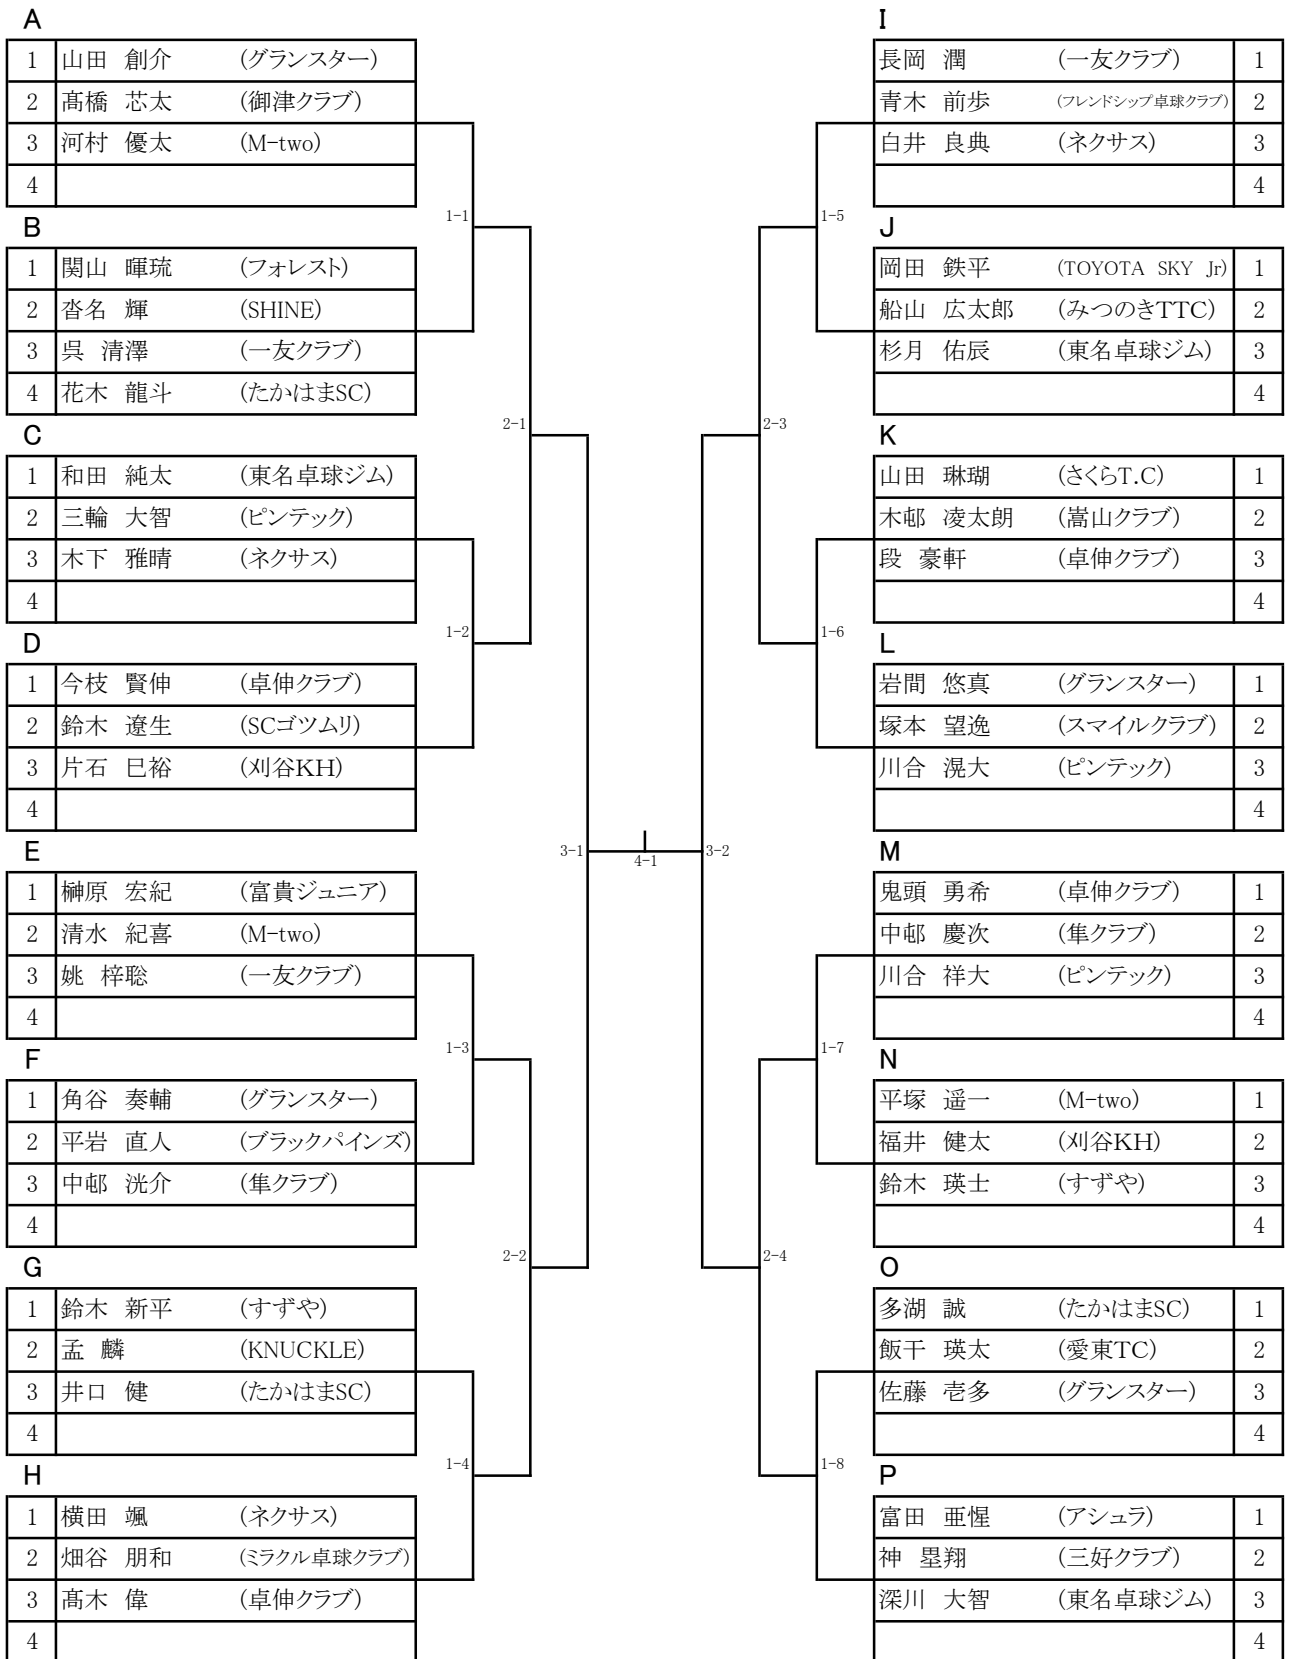 A
1 山田 創介 (グランスター)
2 髙橋 芯太 (御津クラブ)
3 河村 優太 (M-two)
4
1-1
B
1 関山 暉琉 (フォレスト)
2 沓名 輝 (SHINE)
3 呉 清澤 (一友クラブ)
4 花木 龍斗 (たかはまSC)
2-1
C
1 和田 純太 (東名卓球ジム)
2 三輪 大智 (ピンテック)
3 木下 雅晴 (ネクサス)
4
1-2
D
1 今枝 賢伸 (卓伸クラブ)
2 鈴木 遼生 (SCゴツムリ)
3 片石 巳裕 (刈谷KH)
4
3-1
E
1 榊原 宏紀 (富貴ジュニア)
2 清水 紀喜 (M-two)
3 姚 梓聡 (一友クラブ)
4
1-3
F
1 角谷 奏輔 (グランスター)
2 平岩 直人 (ブラックパインズ)
3 中邨 洸介 (隼クラブ)
4
2-2
G
1 鈴木 新平 (すずや)
2 孟 麟 (KNUCKLE)
3 井口 健 (たかはまSC)
4
1-4
H
1 横田 颯 (ネクサス)
2 畑谷 朋和 (ミラクル卓球クラブ)
3 髙木 偉 (卓伸クラブ)
4
4-1
I
長岡 潤 (一友クラブ) 1
青木 前歩 (フレンドシップ卓球クラブ) 2
白井 良典 (ネクサス) 3
4
1-5
J
岡田 鉄平 (TOYOTA SKY Jr) 1
船山 広太郎 (みつのきTTC) 2
杉月 佑辰 (東名卓球ジム) 3
4
2-3
K
山田 琳瑚 (さくらT.C) 1
木邨 凌太朗 (嵩山クラブ) 2
段 豪軒 (卓伸クラブ) 3
4
1-6
L
岩間 悠真 (グランスター) 1
塚本 望逸 (スマイルクラブ) 2
川合 滉大 (ピンテック) 3
4
3-2
M
鬼頭 勇希 (卓伸クラブ) 1
中邨 慶次 (隼クラブ) 2
川合 祥大 (ピンテック) 3
4
1-7
N
平塚 遥一 (M-two) 1
福井 健太 (刈谷KH) 2
鈴木 瑛士 (すずや) 3
4
2-4
O
多湖 誠 (たかはまSC) 1
飯干 瑛太 (愛東TC) 2
佐藤 壱多 (グランスター) 3
4
1-8
P
富田 亜惺 (アシュラ) 1
神 塁翔 (三好クラブ) 2
深川 大智 (東名卓球ジム) 3
4